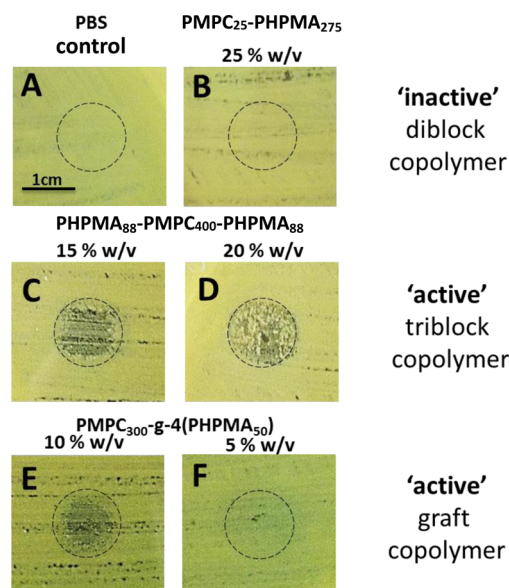 PBS control
PMPC₂₅-PHPMA₂₇₅
25 % w/v
A
B
1cm
'inactive'
diblock
copolymer
PHPMA₈₈-PMPC₄₀₀-PHPMA₈₈
15 % w/v
20 % w/v
C
D
'active'
triblock
copolymer
PMPC₃₀₀-g-4(PHPMA₅₀)
10 % w/v
5 % w/v
E
F
'active'
graft
copolymer